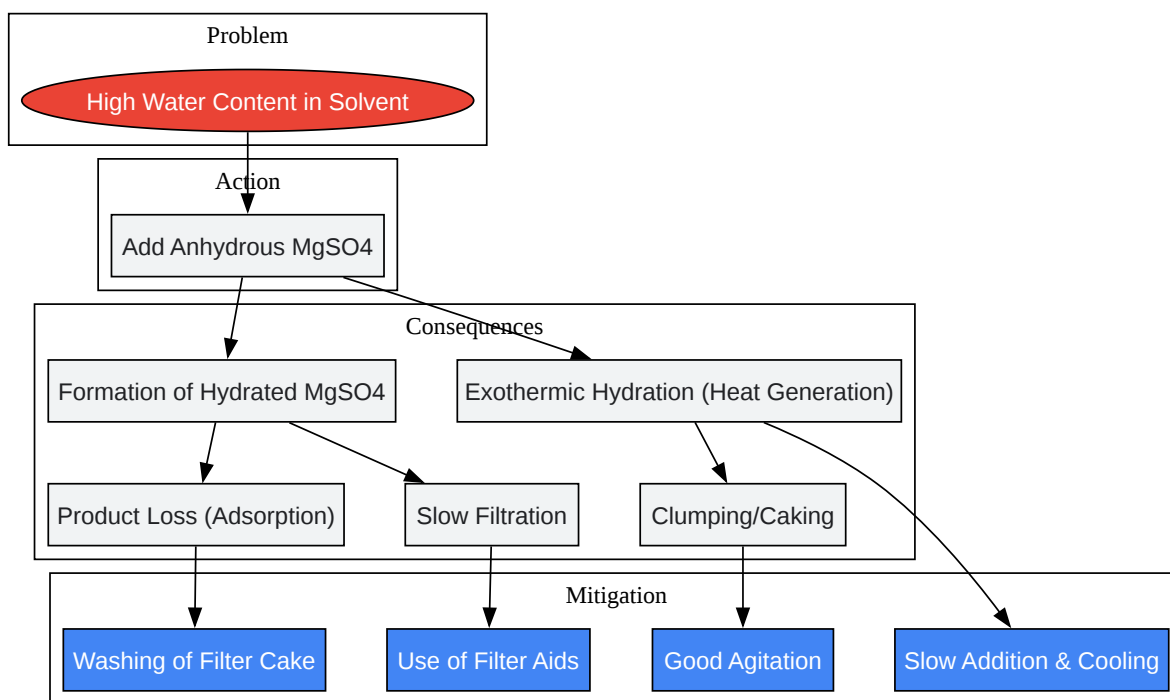 Problem
High Water Content in Solvent
Action
Add Anhydrous MgSO4
Consequences
Formation of Hydrated MgSO4
Exothermic Hydration (Heat Generation)
Product Loss (Adsorption)
Slow Filtration
Clumping/Caking
Mitigation
Washing of Filter Cake
Use of Filter Aids
Good Agitation
Slow Addition & Cooling